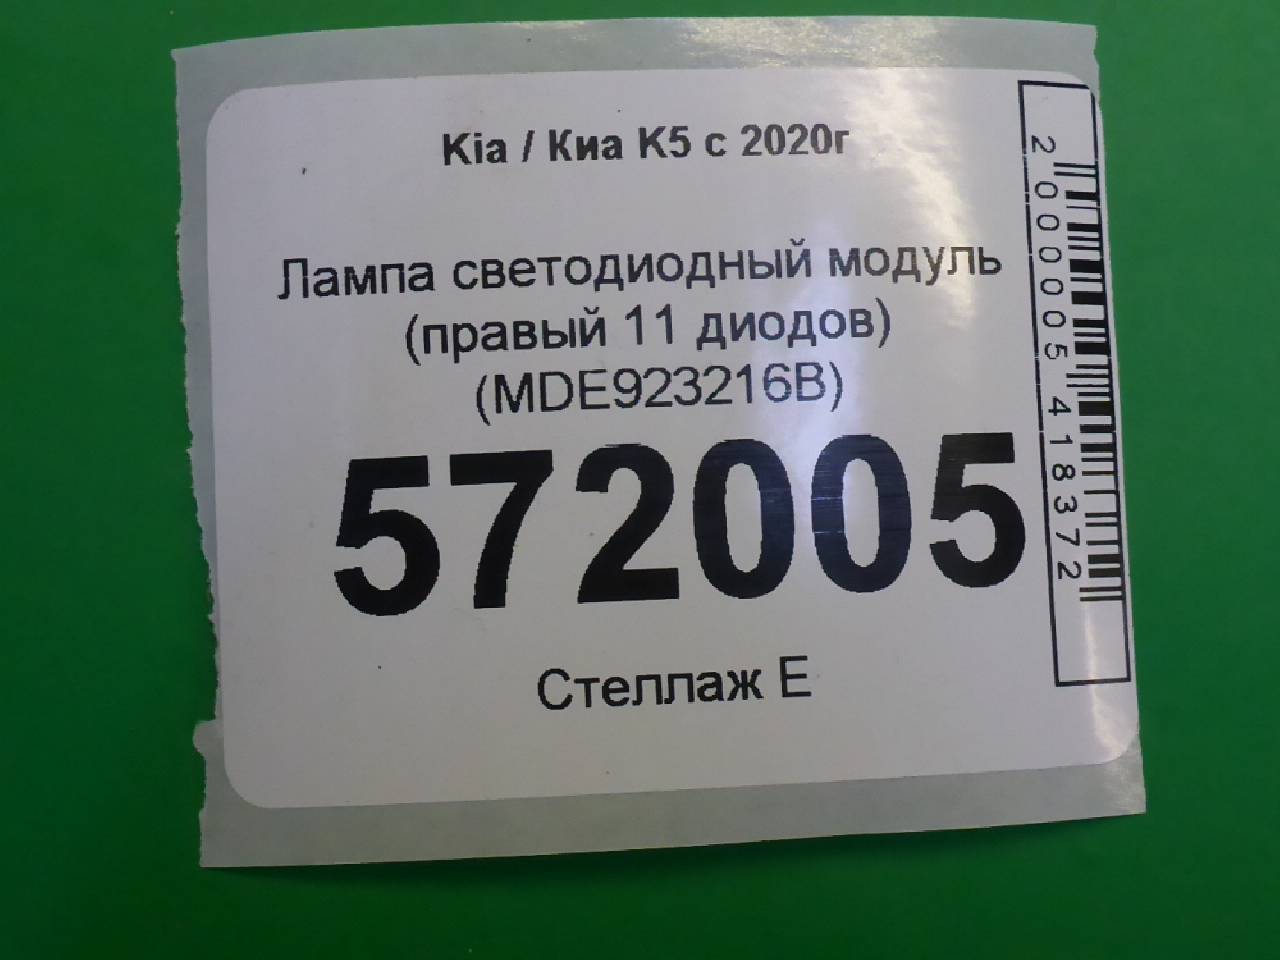 Kia / Киа K5 с 2020г
Лампа светодиодный модуль
(правый 11 диодов)
(MDE923216B)
572005
Стеллаж Е
2000005418372